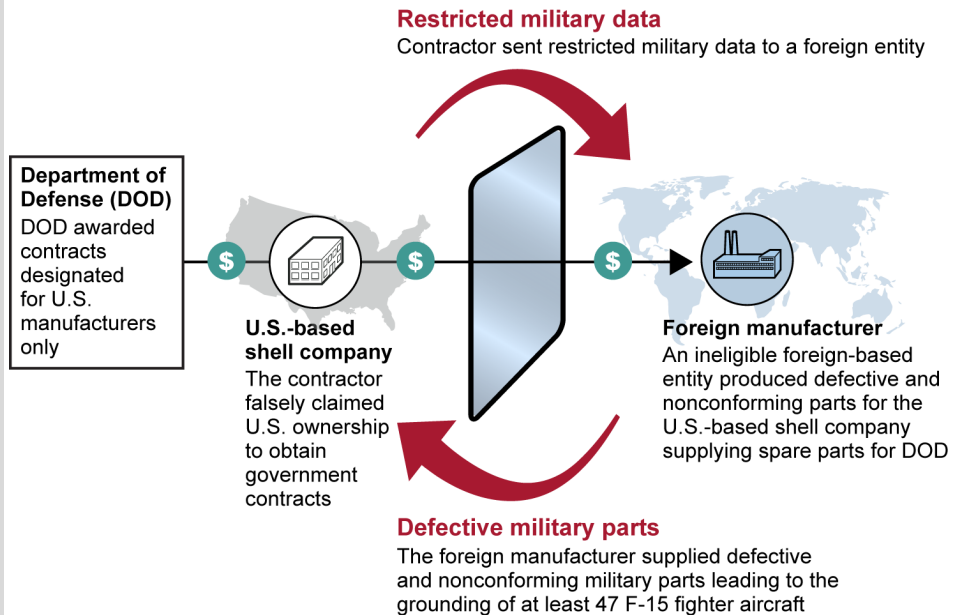 Restricted military data
Contractor sent restricted military data to a foreign entity
Department of
Defense (DOD)
DOD awarded
contracts
designated
for U.S.
manufacturers
only
$
$
$
U.S.-based
shell company
The contractor
falsely claimed
U.S. ownership
to obtain
government
contracts
Foreign manufacturer
An ineligible foreign-based
entity produced defective and
nonconforming parts for the
U.S.-based shell company
supplying spare parts for DOD
Defective military parts
The foreign manufacturer supplied defective
and nonconforming military parts leading to the
grounding of at least 47 F-15 fighter aircraft